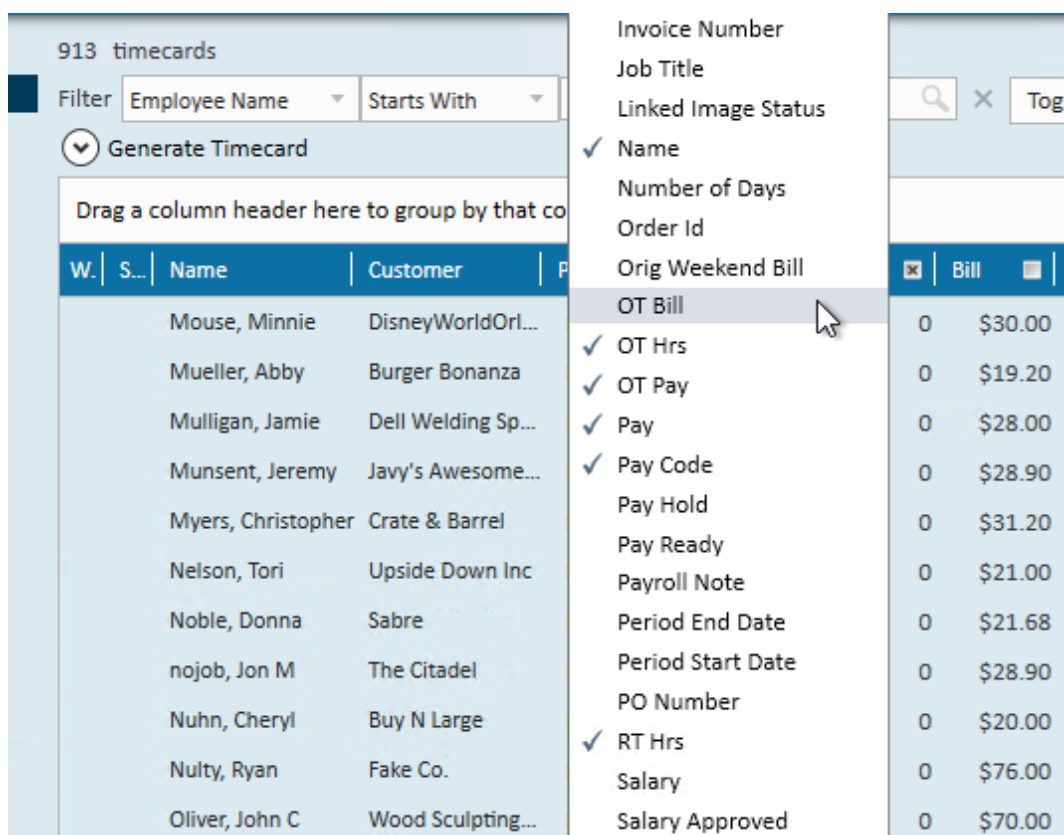 913 timecards
Filter Employee Name Starts With Tog
Generate Timecard
Drag a column header here to group by that co
W. S... Name Customer P Bill
Mouse, Minnie DisneyWorldOrl... 0 $30.00
Mueller, Abby Burger Bonanza 0 $19.20
Mulligan, Jamie Dell Welding Sp... 0 $28.00
Munsent, Jeremy Javy's Awesome... 0 $28.90
Myers, Christopher Crate & Barrel 0 $31.20
Nelson, Tori Upside Down Inc 0 $21.00
Noble, Donna Sabre 0 $21.68
nojob, Jon M The Citadel 0 $28.90
Nuhn, Cheryl Buy N Large 0 $20.00
Nulty, Ryan Fake Co. 0 $76.00
Oliver, John C Wood Sculpting... 0 $70.00
Invoice Number
Job Title
Linked Image Status
Name
Number of Days
Order Id
Orig Weekend Bill
OT Bill
OT Hrs
OT Pay
Pay
Pay Code
Pay Hold
Pay Ready
Payroll Note
Period End Date
Period Start Date
PO Number
RT Hrs
Salary
Salary Approved